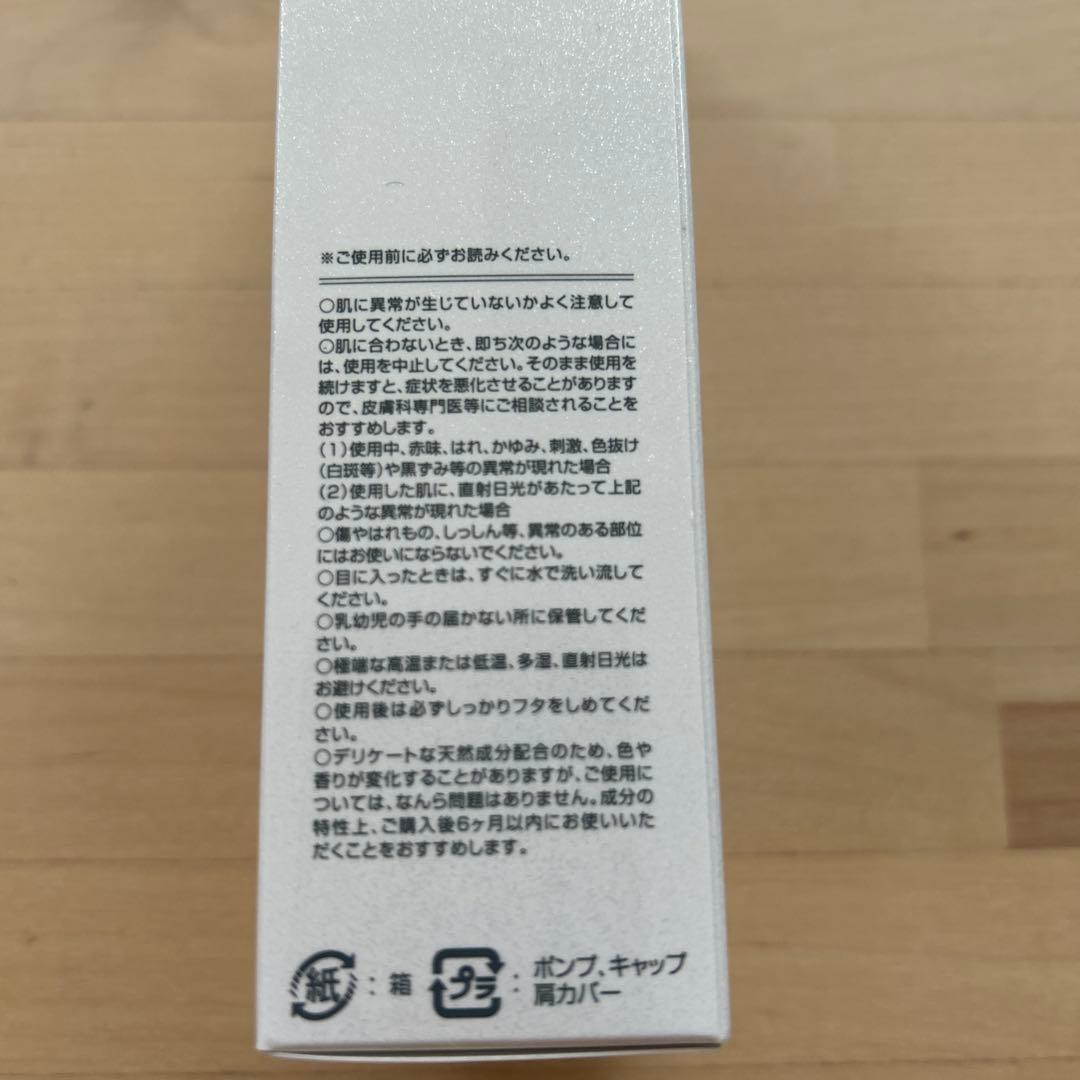 ※ご使用前に必ずお読みください。
○肌に異常が生じていないかよく注意して
使用してください。
○肌に合わないとき、即ち次のような場合に
は、使用を中止してください。そのまま使用を
続けますと、症状を悪化させることがあります
ので、皮膚科専門医等にご相談されることを
おすすめします。
(1)使用中、赤味、はれ、かゆみ、刺激、色抜け
(白斑等)や黒ずみ等の異常が現れた場合
(2)使用した肌に、直射日光があたって上記
のような異常が現れた場合
○傷やはれもの、しっしん等、異常のある部位
にはお使いにならないでください。
○目に入ったときは、すぐに水で洗い流して
ください。
○乳幼児の手の届かない所に保管してくだ
さい。
○極端な高温または低温、多湿、直射日光は
お避けください。
○使用後は必ずしっかりフタをしめてくだ
さい。
○デリケートな天然成分配合のため、色や
香りが変化することがありますが、ご使用に
ついては、なんら問題はありません。成分の
特性上、ご購入後6ヶ月以内にお使いいた
だくことをおすすめします。
紙:箱 プラ:ポンプ、キャップ
肩カバー